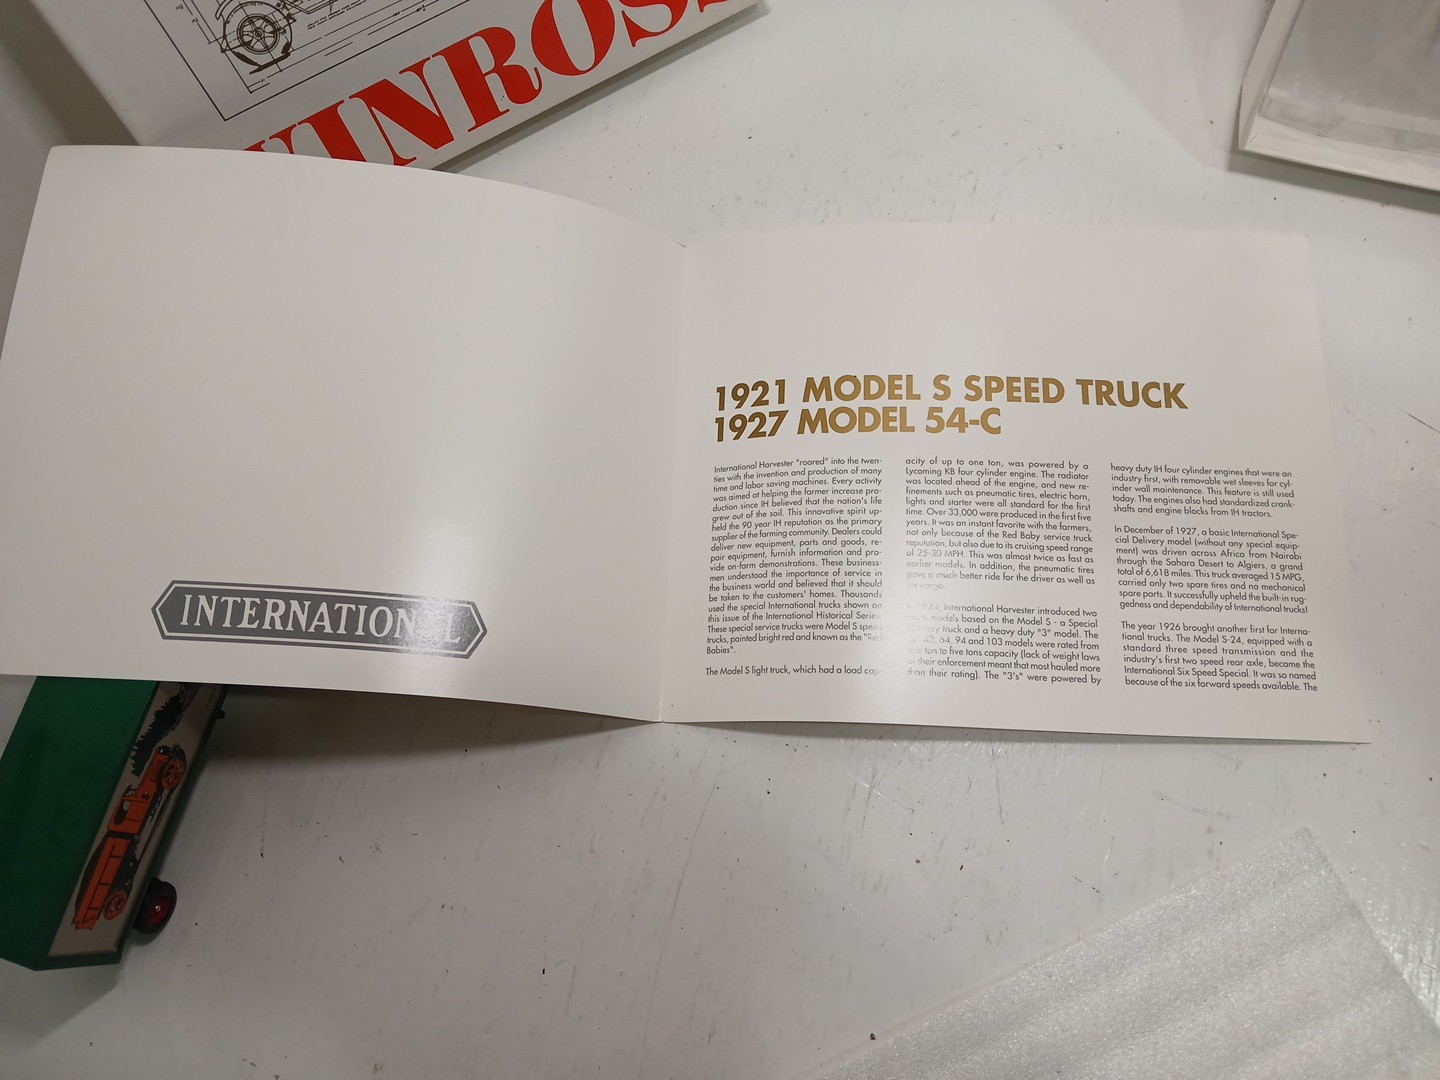 WINROSS
INTERNATIONAL
1921 MODEL S SPEED TRUCK
1927 MODEL 54-C
International Harvester "roared" into the twen-
ties with the invention and production of many
time and labor saving machines. Every activity
was aimed at helping the farmer increase pro-
duction since IH believed that the nation's life
grew out of the soil. This innovative spirit up-
held the 90 year IH reputation as the primary
supplier of the farming community. Dealers could
deliver new equipment, parts and goods, re-
pair equipment, furnish information and pro-
vide on-farm demonstrations. These business-
men understood the importance of service in
the business world and believed that it should
be taken to the customers' homes. Thousands
used the special International trucks shown on
this issue of the International Historical Series.
These special service trucks were Model S speed
trucks, painted bright red and known as the "Red
Babies".
The Model S light truck, which had a load cap-
acity of up to one ton, was powered by a
Lycoming KB four cylinder engine. The radiator
was located ahead of the engine, and new re-
finements such as pneumatic tires, electric horn,
lights and starter were all standard for the first
time. Over 33,000 were produced in the first five
years. It was an instant favorite with the farmers,
not only because of the Red Baby service truck
reputation, but also due to its cruising speed range
of 25-30 MPH. This was almost twice as fast as
earlier models. In addition, the pneumatic tires
gave a much better ride for the driver as well as
the cargo.
International Harvester introduced two
models based on the Model S - a Special
truck and a heavy duty "3" model. The
54, 94 and 103 models were rated from
ton to five tons capacity (lack of weight laws
or their enforcement meant that most hauled more
than their rating). The "3's" were powered by
heavy duty IH four cylinder engines that were an
industry first, with removable wet sleeves for cyl-
inder wall maintenance. This feature is still used
today. The engines also had standardized crank-
shafts and engine blocks from IH tractors.
In December of 1927, a basic International Spe-
cial Delivery model (without any special equip-
ment) was driven across Africa from Nairobi
through the Sahara Desert to Algiers, a grand
total of 6,618 miles. This truck averaged 15 MPG,
carried only two spare tires and no mechanical
spare parts. It successfully upheld the built-in rug-
gedness and dependability of International trucks!
The year 1926 brought another first for Interna-
tional trucks. The Model S-24, equipped with a
standard three speed transmission and the
industry's first two speed rear axle, became the
International Six Speed Special. It was so named
because of the six forward speeds available. The